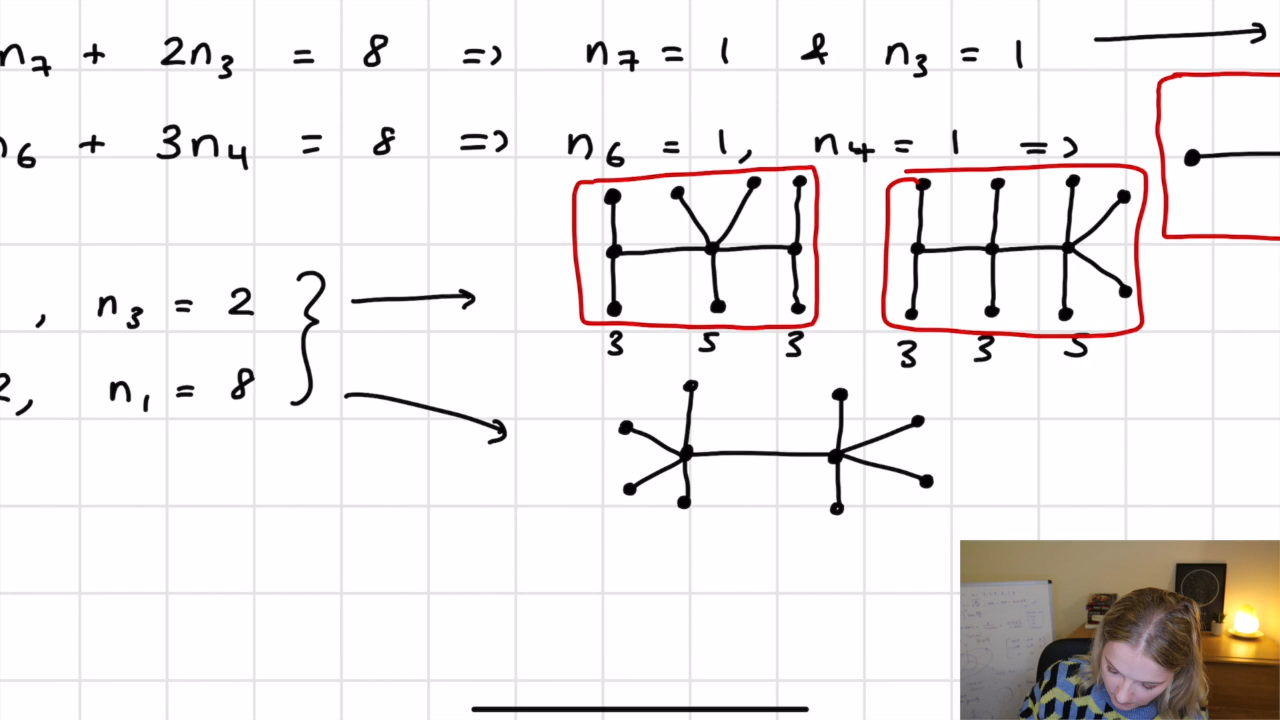 n₇ + 2n₃ = 8 => n₇ = 1 & n₃ = 1
n₆ + 3n₄ = 8 => n₆ = 1, n₄ = 1 =>
, n₃ = 2
2, n₁ = 8
3 5 3
3 3 5